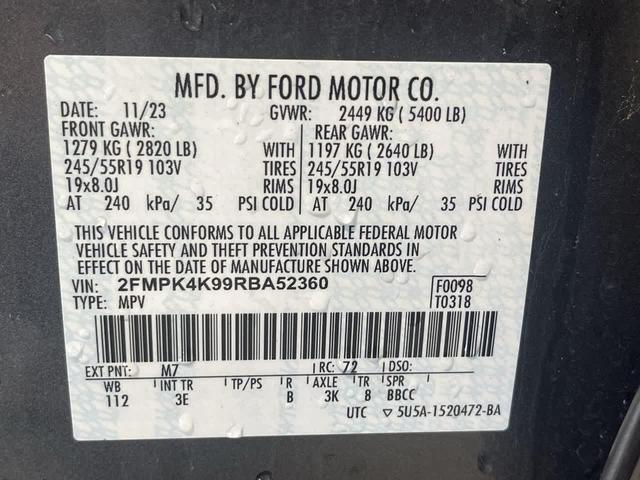 MFD. BY FORD MOTOR CO.
DATE: 11/23 GVWR: 2449 KG ( 5400 LB)
FRONT GAWR: REAR GAWR:
1279 KG ( 2820 LB) WITH 1197 KG ( 2640 LB) WITH
245/55R19 103V TIRES 245/55R19 103V TIRES
19x8.0J RIMS 19x8.0J RIMS
AT 240 kPa/ 35 PSI COLD AT 240 kPa/ 35 PSI COLD
THIS VEHICLE CONFORMS TO ALL APPLICABLE FEDERAL MOTOR
VEHICLE SAFETY AND THEFT PREVENTION STANDARDS IN
EFFECT ON THE DATE OF MANUFACTURE SHOWN ABOVE.
VIN: 2FMPK4K99RBA52360 F0098
TYPE: MPV T0318
EXT PNT: M7 RC: 72 DSO:
WB INT TR TP/PS R AXLE TR SPR
112 3E B 3K 8 BBCC
UTC ▽ 5U5A-1520472-BA